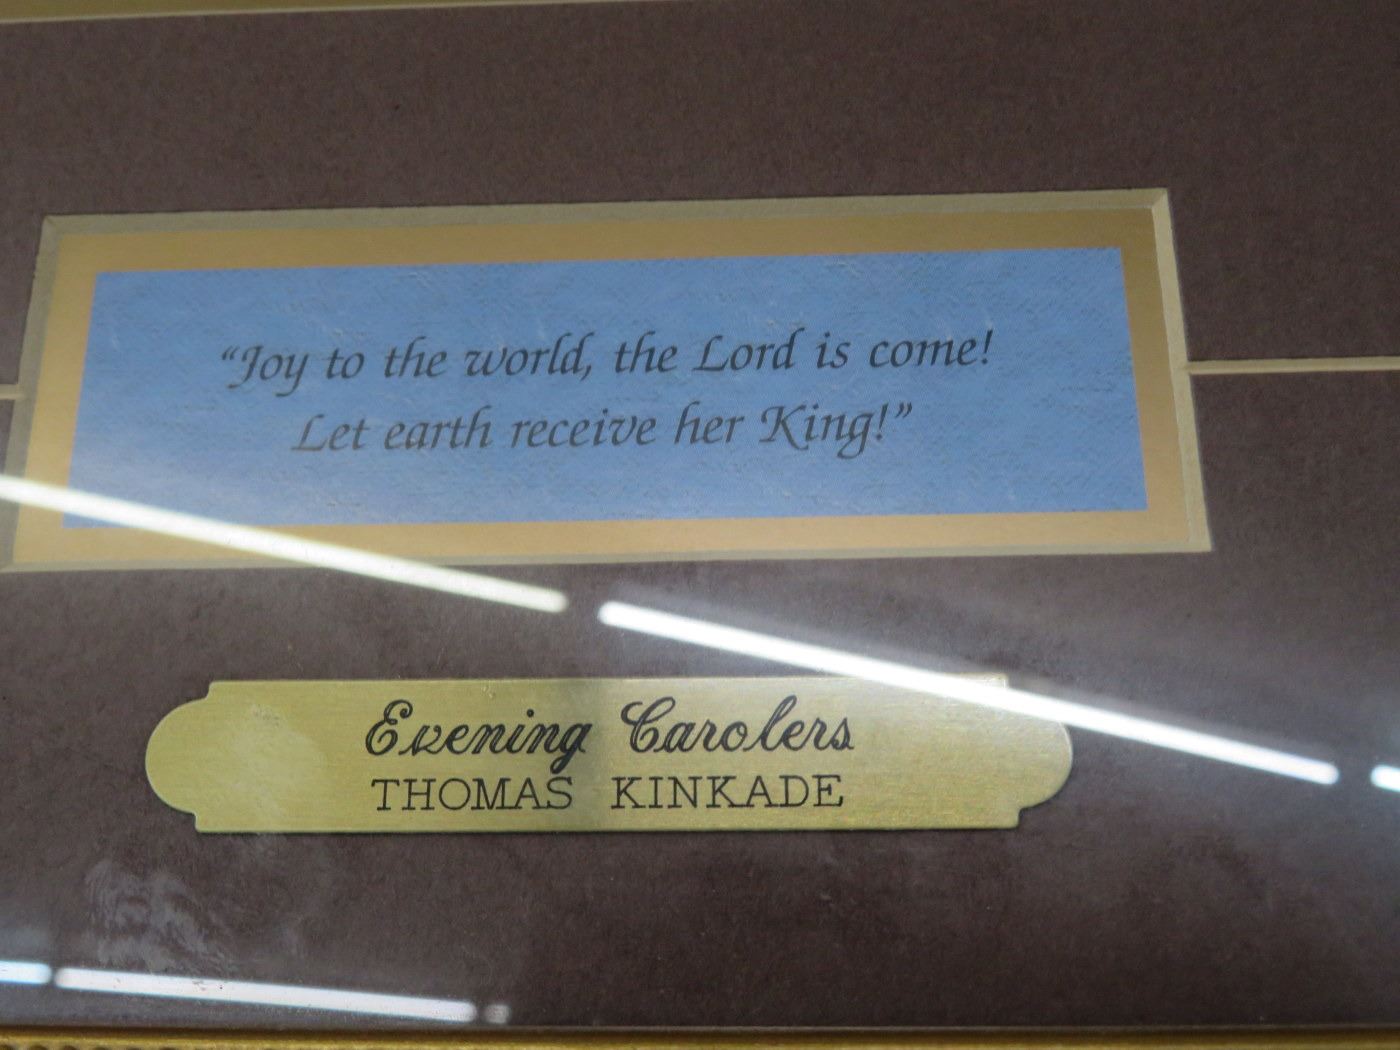 “Joy to the world, the Lord is come!
Let earth receive her King!”
Evening Carolers
THOMAS KINKADE